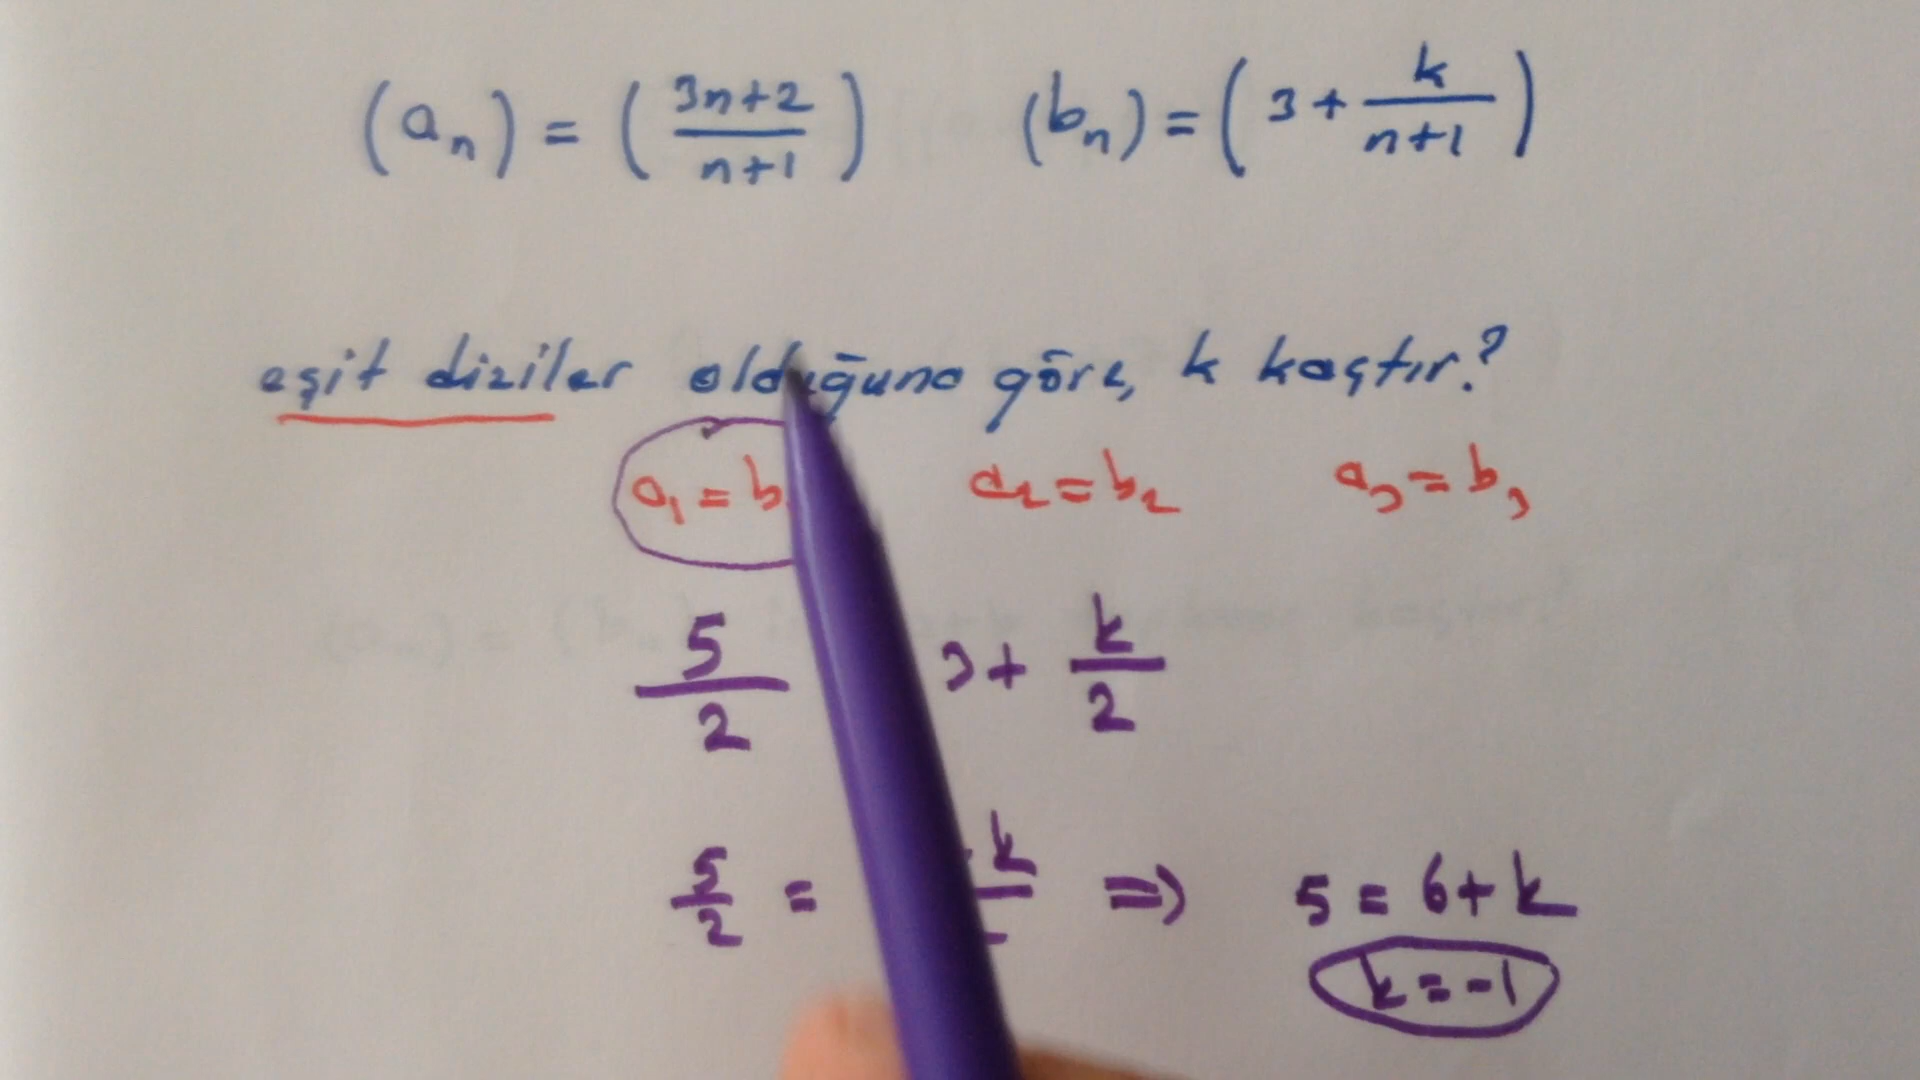 (aₙ) = ( 3n+2 / n+1 ) (bₙ) = ( 3 + k / n+1 )
eşit diziler olduğuna göre, k kaçtır?
a₁ = b a₂ = b₂ a₃ = b₃
5/2 3 + k/2
5/2 = k ⇒ 5 = 6 + k
k = -1